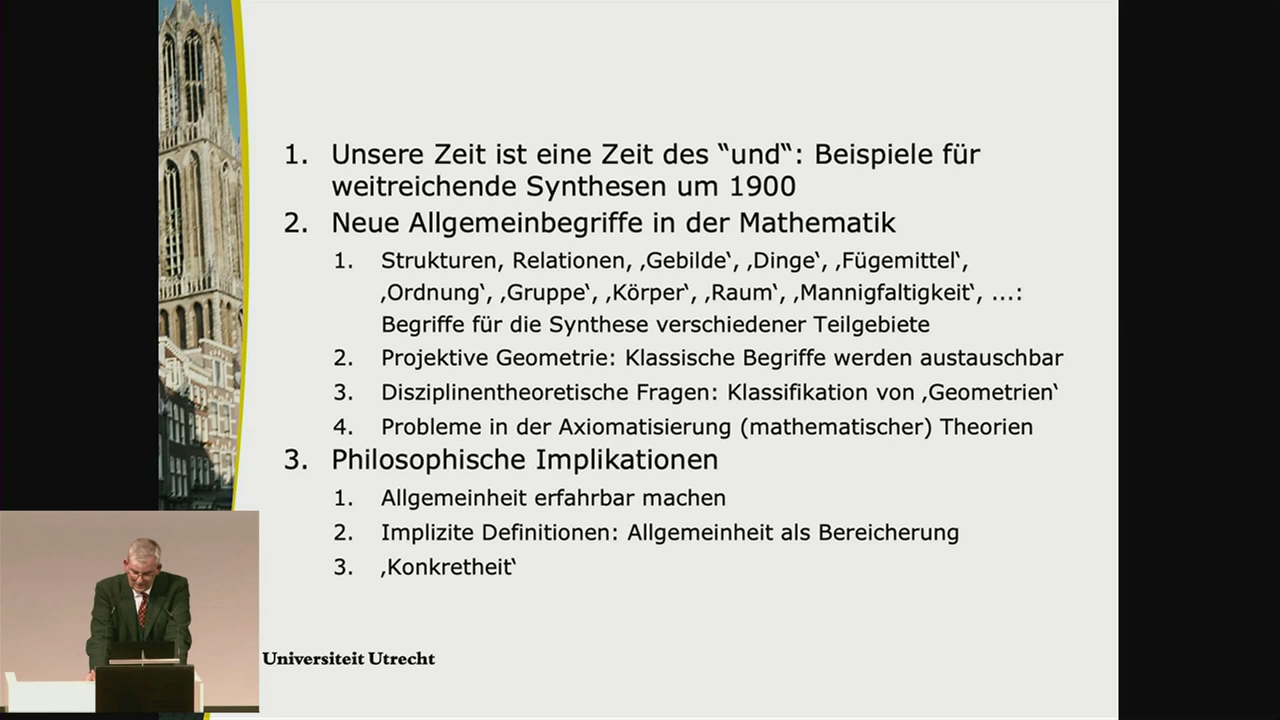 1. Unsere Zeit ist eine Zeit des “und“: Beispiele für
weitreichende Synthesen um 1900
2. Neue Allgemeinbegriffe in der Mathematik
1. Strukturen, Relationen, ‚Gebilde‘, ‚Dinge‘, ‚Fügemittel‘,
‚Ordnung‘, ‚Gruppe‘, ‚Körper‘, ‚Raum‘, ‚Mannigfaltigkeit‘, ...:
Begriffe für die Synthese verschiedener Teilgebiete
2. Projektive Geometrie: Klassische Begriffe werden austauschbar
3. Disziplinentheoretische Fragen: Klassifikation von ‚Geometrien‘
4. Probleme in der Axiomatisierung (mathematischer) Theorien
3. Philosophische Implikationen
1. Allgemeinheit erfahrbar machen
2. Implizite Definitionen: Allgemeinheit als Bereicherung
3. ‚Konkretheit‘
Universiteit Utrecht